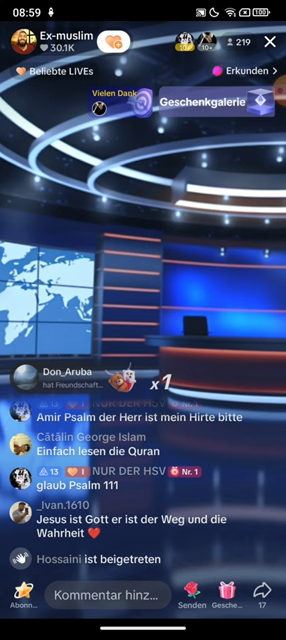 08:59
100
Ex-muslim
30.1K
10+
219
Beliebte LIVEs
Erkunden
Vielen Dank
Geschenkgalerie
Don_Aruba
hat Freundschaft...
x1
Amir Psalm der Herr ist mein Hirte bitte
Cătălin George Islam
Einfach lesen die Quran
13 I NUR DER HSV Nr. 1
glaub Psalm 111
_Ivan.1610
Jesus ist Gott er ist der Weg und die
Wahrheit ❤️
Hossaini ist beigetreten
Kommentar hinz...
Abonn...
Senden
Gesche...
17